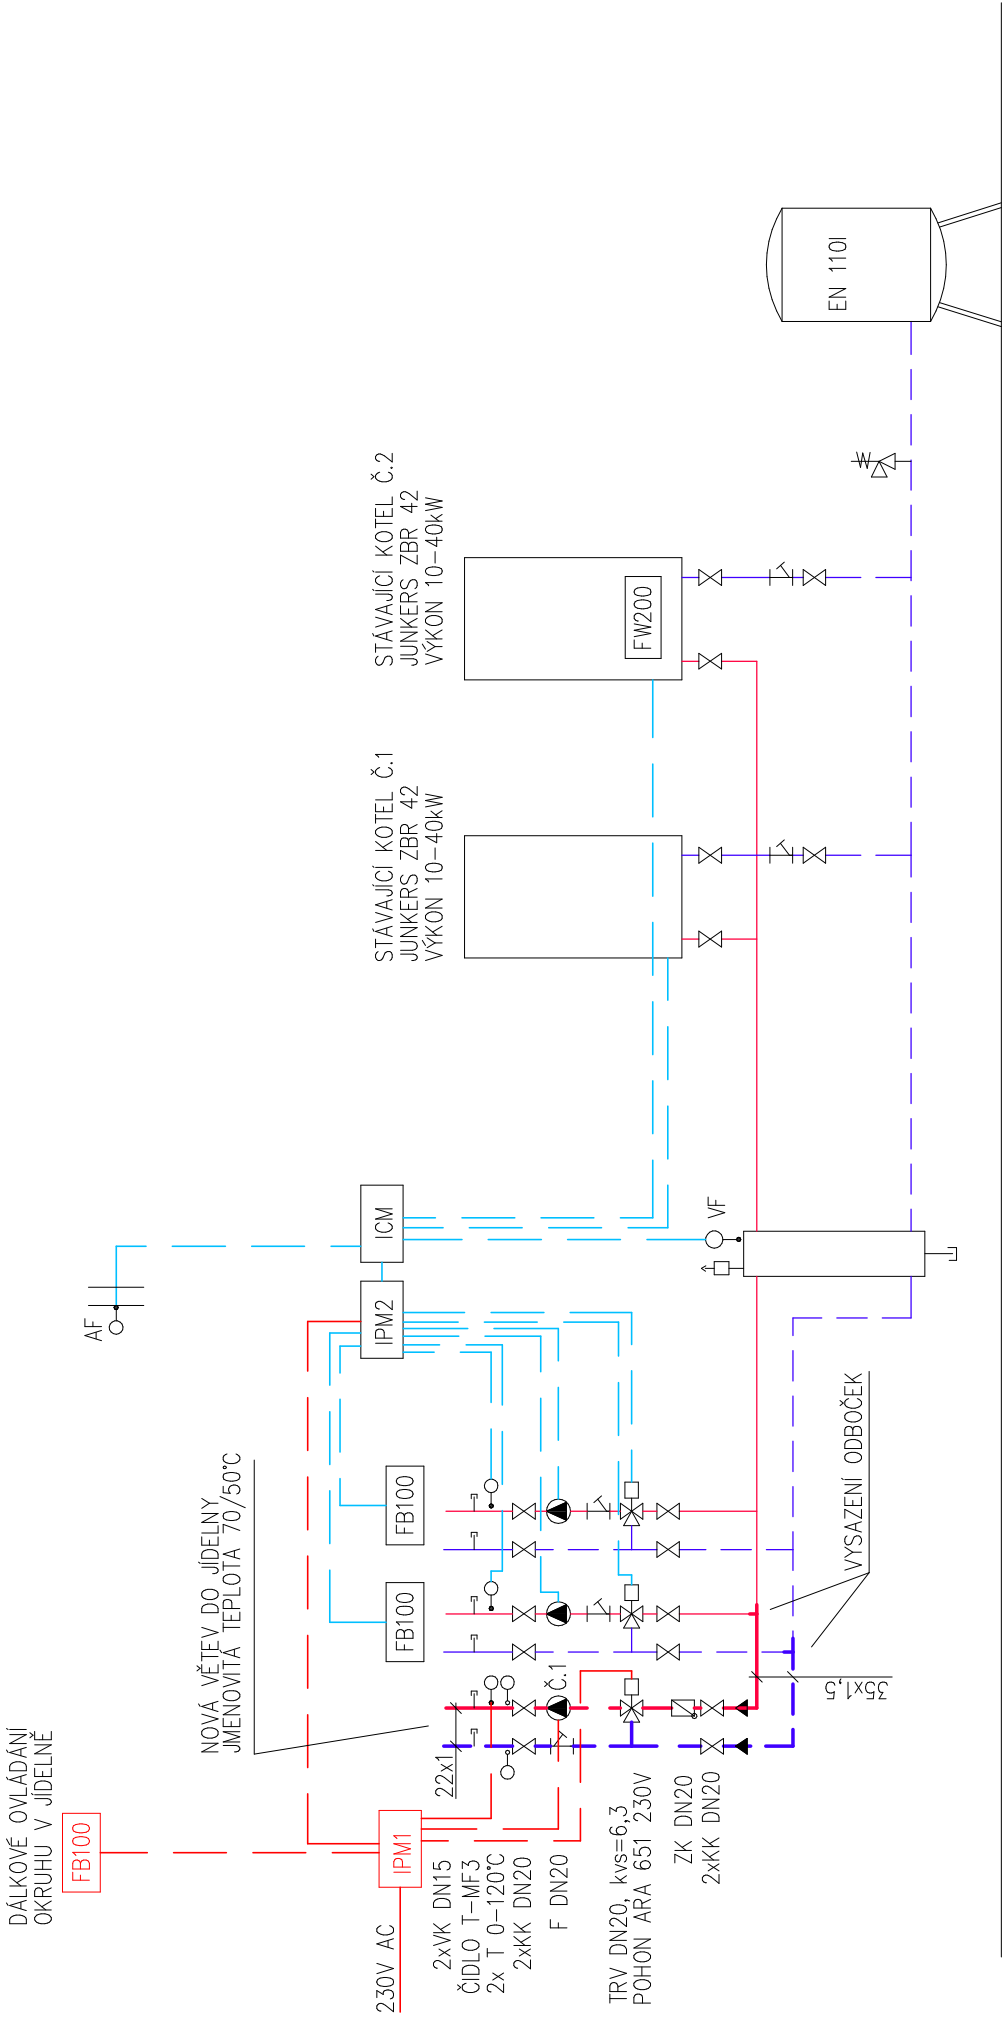 DÁLKOVÉ OVLÁDÁNÍ
OKRUHU V JÍDELNĚ
FB100
NOVÁ VĚTEV DO JÍDELNY
JMENOVITÁ TEPLOTA 70/50°C
AF
IPM1
IPM2
ICM
230V AC
FB100
FB100
STÁVAJÍCÍ KOTEL Č.1
JUNKERS ZBR 42
VÝKON 10-40kW
STÁVAJÍCÍ KOTEL Č.2
JUNKERS ZBR 42
VÝKON 10-40kW
FW200
22x1
2xVK DN15
ČIDLO T-MF3
2x T 0-120°C
2xKK DN20
F DN20
Č.1
TRV DN20, kvs=6,3
POHON ARA 651 230V
ZK DN20
2xKK DN20
VF
35x1,5
VYSAZENÍ ODBOČEK
EN 110l